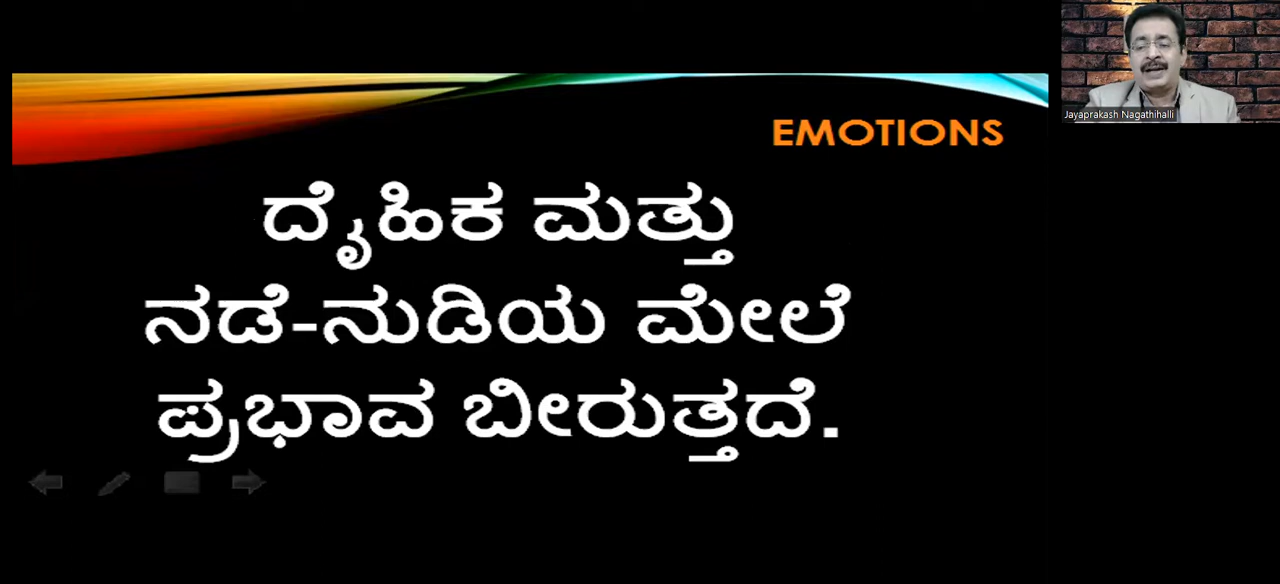 Jayaprakash Nagathihalli
EMOTIONS
ದೈಹಿಕ ಮತ್ತು
ನಡೆ-ನುಡಿಯ ಮೇಲೆ
ಪ್ರಭಾವ ಬೀರುತ್ತದೆ.